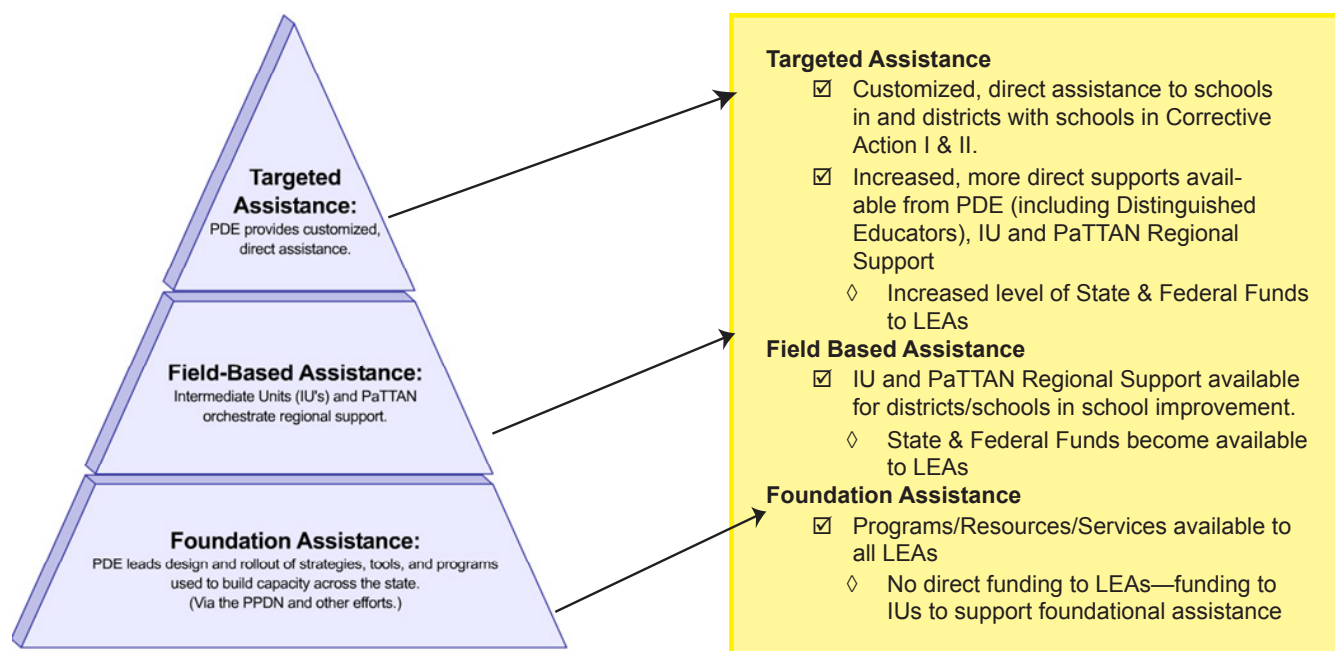 Targeted
Assistance:
PDE provides customized,
direct assistance.
Field-Based Assistance:
Intermediate Units (IU's) and PaTTAN
orchestrate regional support.
Foundation Assistance:
PDE leads design and rollout of strategies, tools, and programs
used to build capacity across the state.
(Via the PPDN and other efforts.)
Targeted Assistance
☑ Customized, direct assistance to schools
in and districts with schools in Corrective
Action I & II.
☑ Increased, more direct supports avail-
able from PDE (including Distinguished
Educators), IU and PaTTAN Regional
Support
◊ Increased level of State & Federal Funds
to LEAs
Field Based Assistance
☑ IU and PaTTAN Regional Support available
for districts/schools in school improvement.
◊ State & Federal Funds become available
to LEAs
Foundation Assistance
☑ Programs/Resources/Services available to
all LEAs
◊ No direct funding to LEAs—funding to
IUs to support foundational assistance